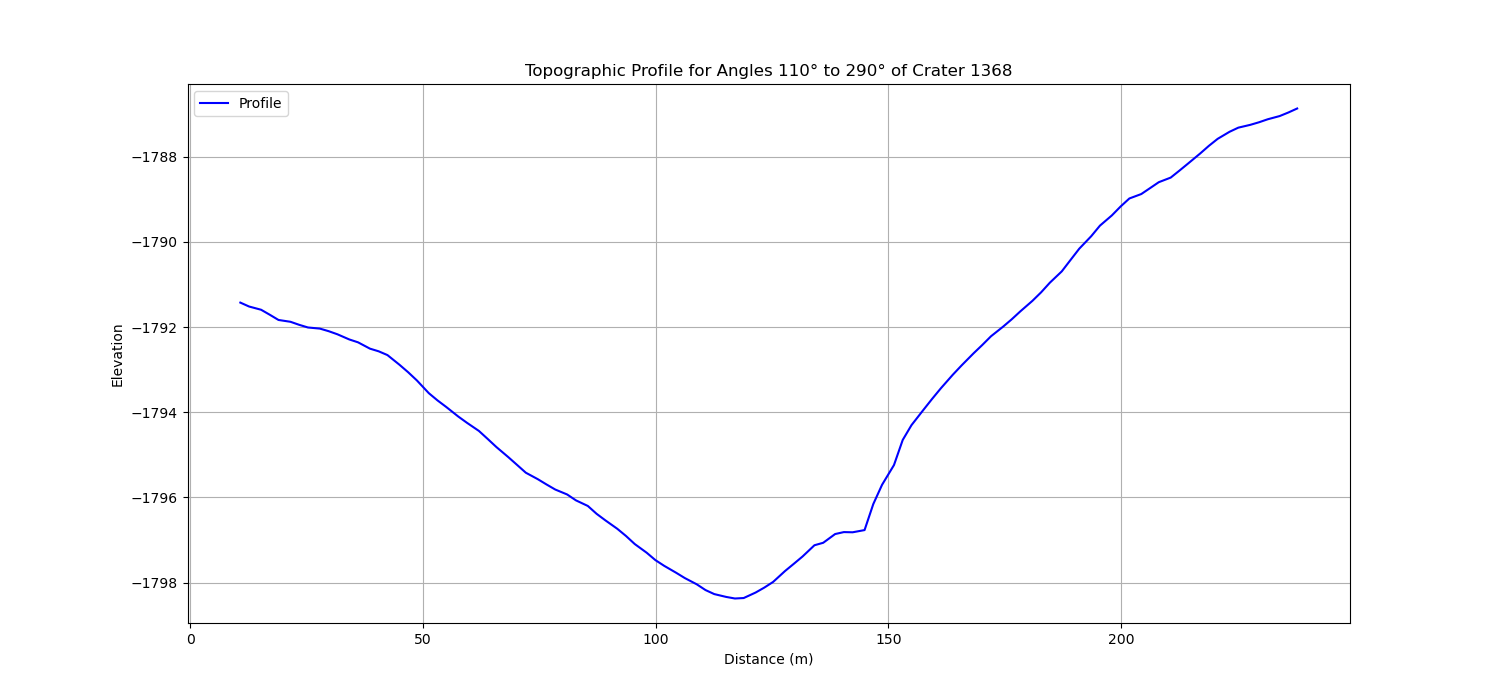 Topographic Profile for Angles 110° to 290° of Crater 1368
Profile
Elevation
−1788
−1790
−1792
−1794
−1796
−1798
0 50 100 150 200
Distance (m)